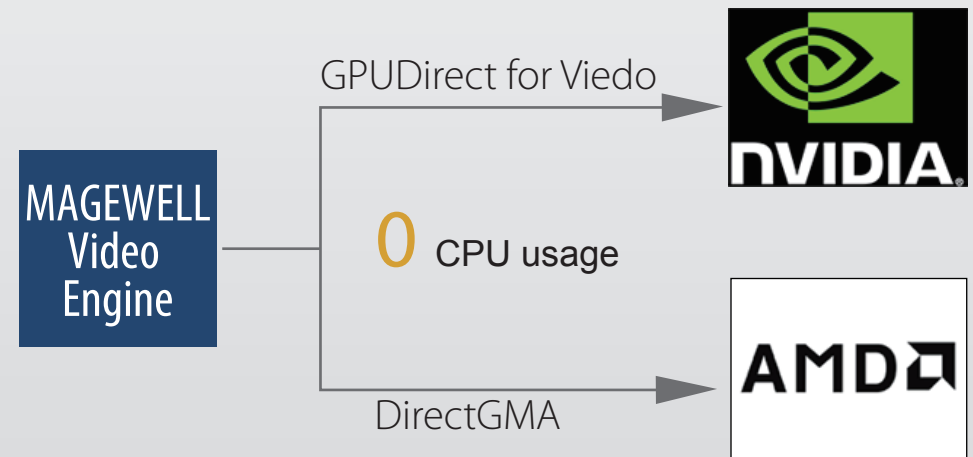 GPUDirect for Viedo
NVIDIA.
MAGEWELL
Video
Engine
0 CPU usage
AMD
DirectGMA